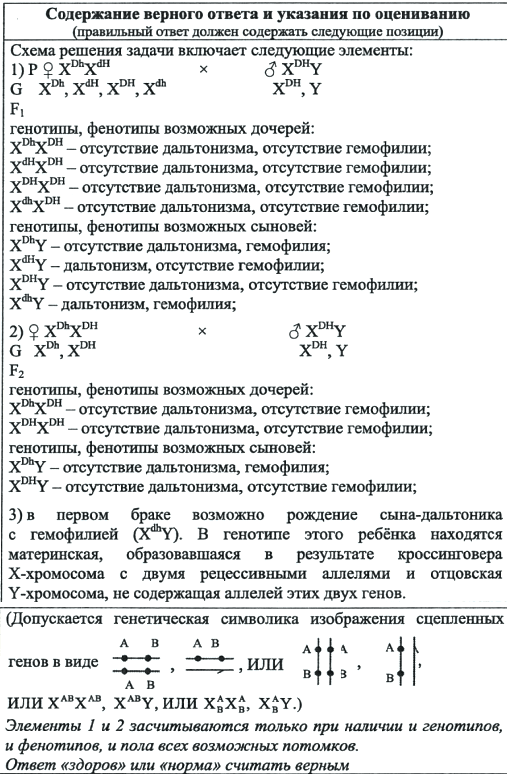 Содержание верного ответа и указания по оцениванию
(правильный ответ должен содержать следующие позиции)
Схема решения задачи включает следующие элементы:
1) P ♀ X^Dh X^dH × ♂ X^DH Y
G X^Dh, X^dH, X^DH, X^dh X^DH, Y
F₁
генотипы, фенотипы возможных дочерей:
X^Dh X^DH – отсутствие дальтонизма, отсутствие гемофилии;
X^dH X^DH – отсутствие дальтонизма, отсутствие гемофилии;
X^DH X^DH – отсутствие дальтонизма, отсутствие гемофилии;
X^dh X^DH – отсутствие дальтонизма, отсутствие гемофилии;
генотипы, фенотипы возможных сыновей:
X^Dh Y – отсутствие дальтонизма, гемофилия;
X^dH Y – дальтонизм, отсутствие гемофилии;
X^DH Y – отсутствие дальтонизма, отсутствие гемофилии;
X^dh Y – дальтонизм, гемофилия;
2) ♀ X^Dh X^DH × ♂ X^DH Y
G X^Dh, X^DH X^DH, Y
F₂
генотипы, фенотипы возможных дочерей:
X^Dh X^DH – отсутствие дальтонизма, отсутствие гемофилии;
X^DH X^DH – отсутствие дальтонизма, отсутствие гемофилии;
генотипы, фенотипы возможных сыновей:
X^Dh Y – отсутствие дальтонизма, гемофилия;
X^DH Y – отсутствие дальтонизма, отсутствие гемофилии;
3) в первом браке возможно рождение сына-дальтоника
с гемофилией (X^dh Y). В генотипе этого ребёнка находятся
материнская, образовавшаяся в результате кроссинговера
X-хромосома с двумя рецессивными аллелями и отцовская
Y-хромосома, не содержащая аллелей этих двух генов.
(Допускается генетическая символика изображения сцепленных
A B A B A A A
генов в виде , , ИЛИ , ,
A B B B B
ИЛИ X^AB X^AB, X^AB Y, ИЛИ X^A_B X^A_B, X^A_B Y.)
Элементы 1 и 2 засчитываются только при наличии и генотипов,
и фенотипов, и пола всех возможных потомков.
Ответ «здоров» или «норма» считать верным